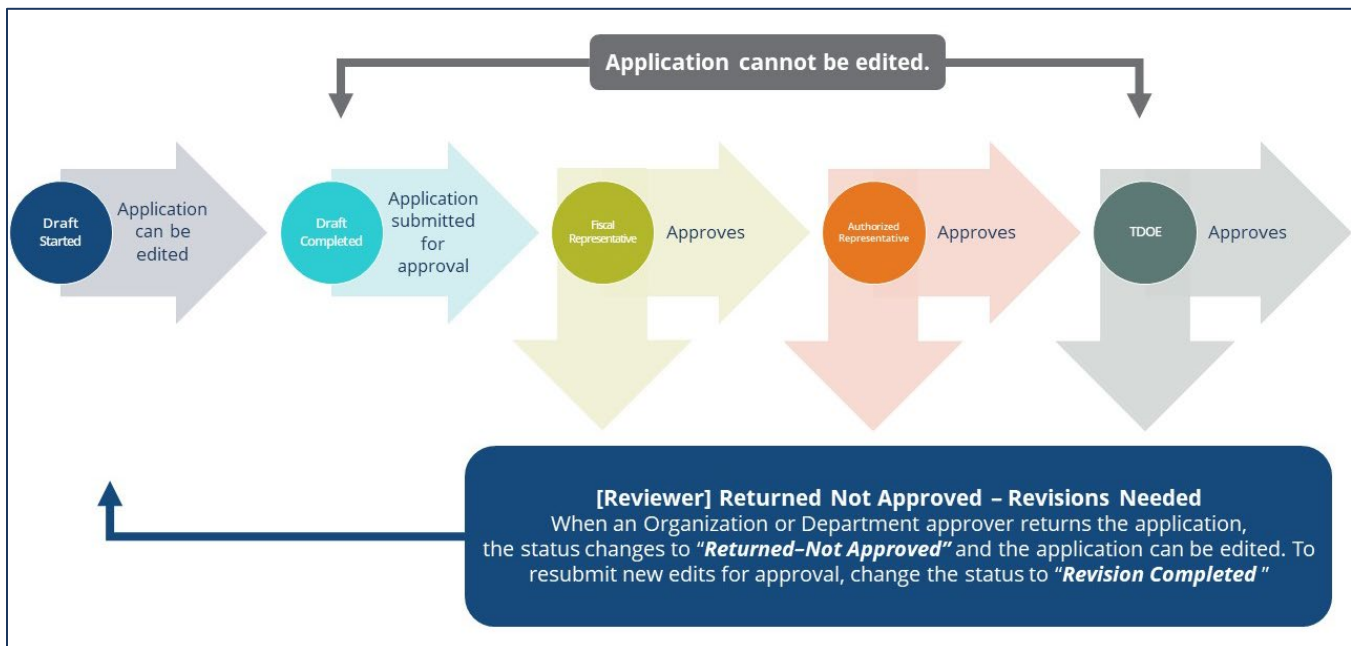 Application cannot be edited.
Draft
Started
Application
can be
edited
Draft
Completed
Application
submitted
for
approval
Fiscal
Representative
Approves
Authorized
Representative
Approves
TDOE
Approves
[Reviewer] Returned Not Approved – Revisions Needed
When an Organization or Department approver returns the application,
the status changes to “Returned–Not Approved” and the application can be edited. To
resubmit new edits for approval, change the status to “Revision Completed ”